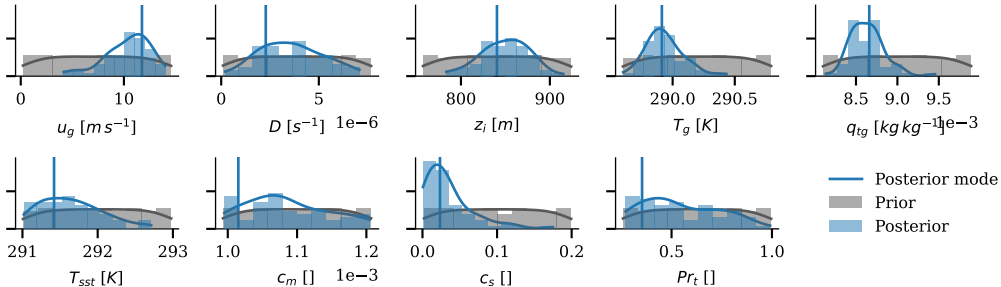 0 10
u_g [m s⁻¹]
0 5
1e−6
D [s⁻¹]
800 900
z_i [m]
290.0 290.5
T_g [K]
8.5 9.0 9.5
1e−3
q_tg [kg kg⁻¹]
291 292 293
T_sst [K]
1.0 1.1 1.2
1e−3
c_m []
0.0 0.1 0.2
c_s []
0.5 1.0
Pr_t []
Posterior mode
Prior
Posterior